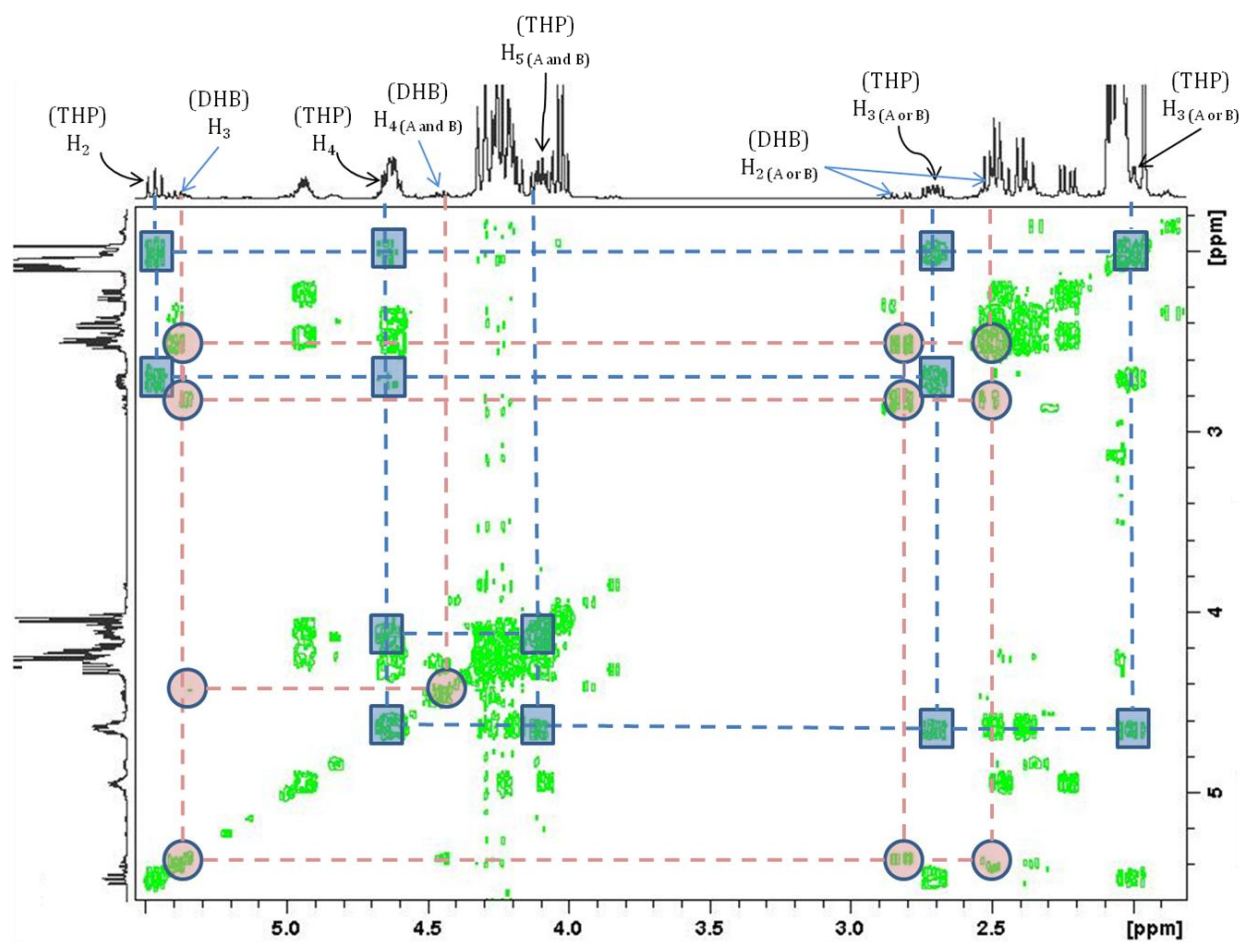 (THP)
H5 (A and B)
(THP)
H2
(DHB)
H3
(THP)
H4
(DHB)
H4 (A and B)
(DHB)
H2 (A or B)
(THP)
H3 (A or B)
(THP)
H3 (A or B)
[ppm]
3
4
5
5.0 4.5 4.0 3.5 3.0 2.5 [ppm]